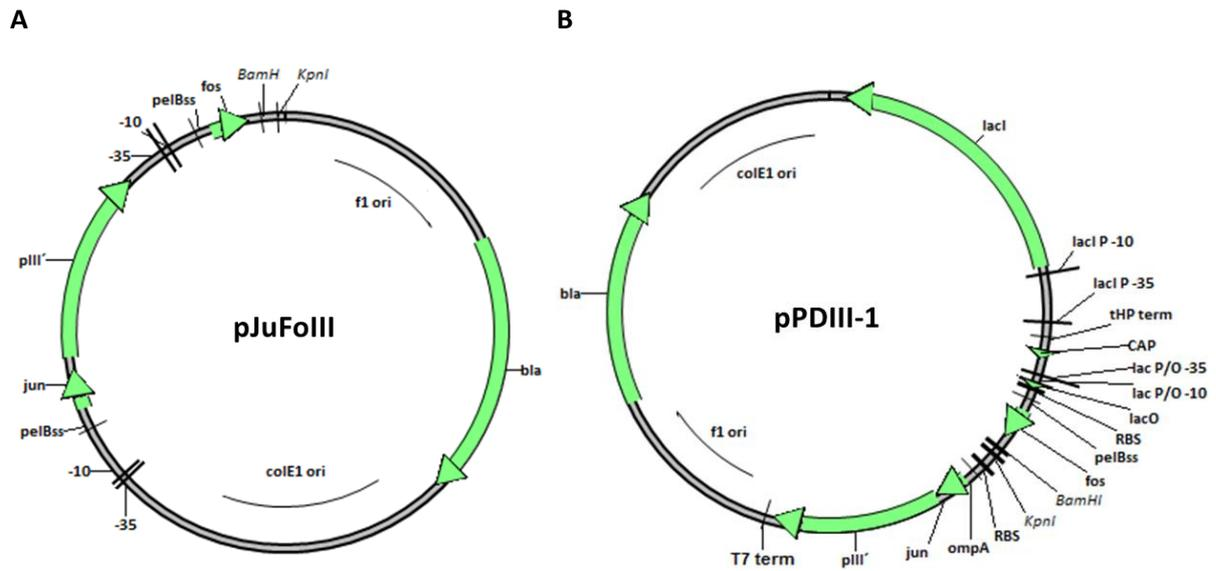 A
B
BamH
KpnI
fos
pelBss
-10
-35
f1 ori
pIII´
pJuFoIII
bla
jun
pelBss
-10
-35
colE1 ori
lacI
colE1 ori
lacI P -10
lacI P -35
tHP term
CAP
lac P/O -35
lac P/O -10
lacO
RBS
pelBss
fos
BamHI
KpnI
RBS
ompA
jun
pIII´
T7 term
f1 ori
bla
pPDIII-1